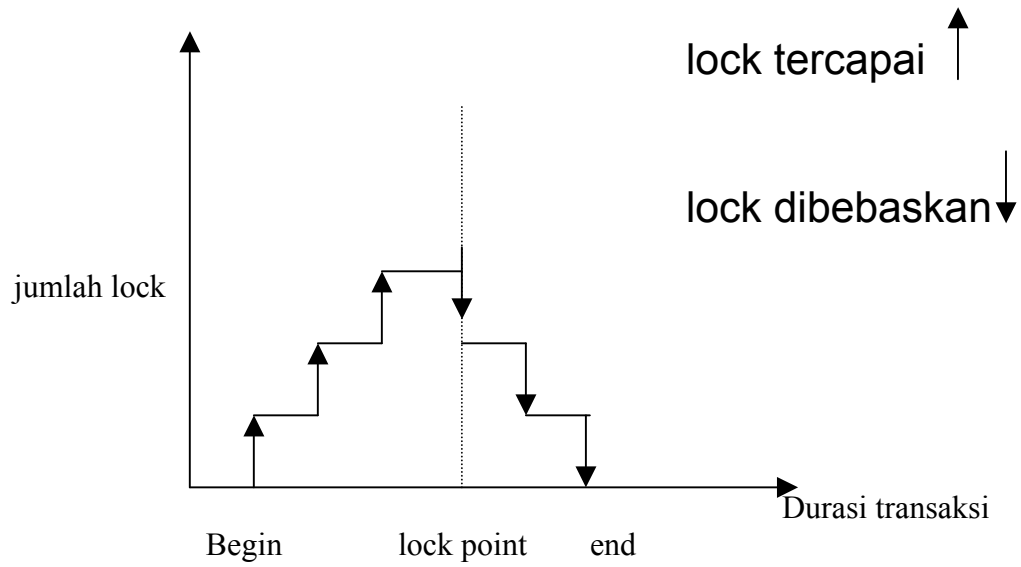 lock tercapai
lock dibebaskan
jumlah lock
Durasi transaksi
Begin lock point end